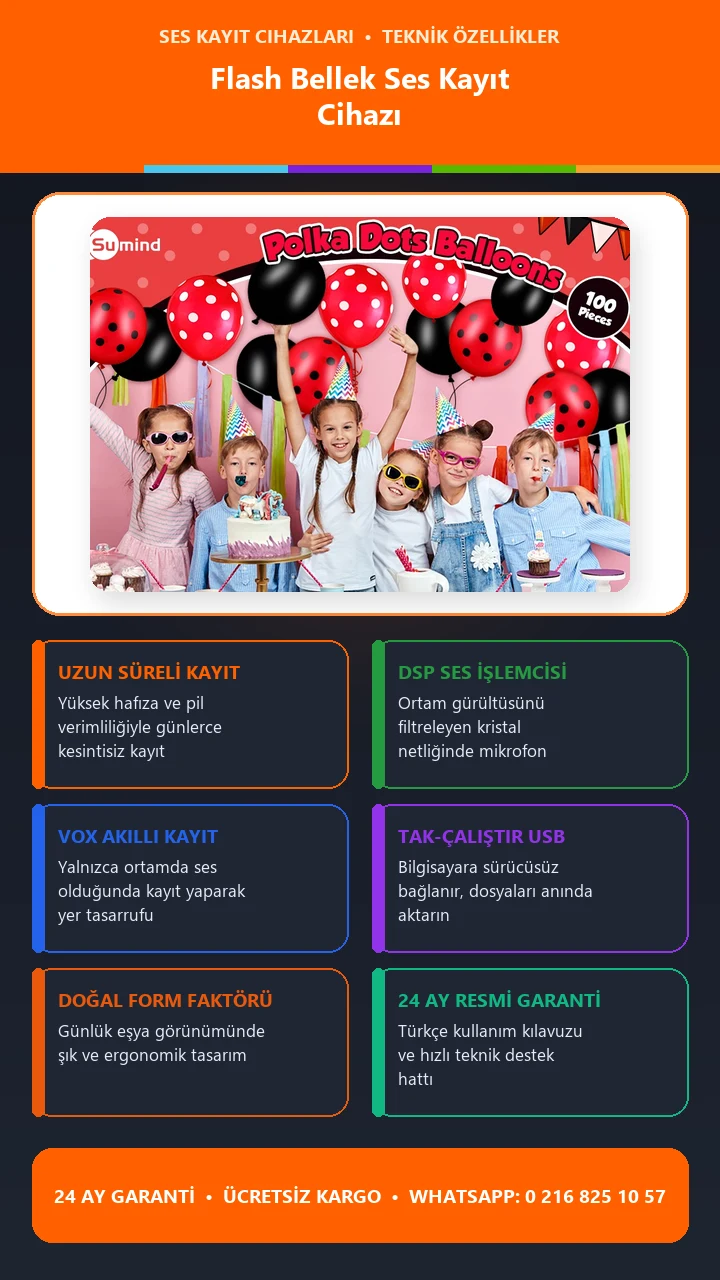 SES KAYIT CIHAZLARI • TEKNİK ÖZELLİKLER
Flash Bellek Ses Kayıt
Cihazı
Sumind
Polka Dots Balloons
100
Pieces
UZUN SÜRELİ KAYIT
Yüksek hafıza ve pil
verimliliğiyle günlerce
kesintisiz kayıt
DSP SES İŞLEMCİSİ
Ortam gürültüsünü
filtreleyen kristal
netliğinde mikrofon
VOX AKILLI KAYIT
Yalnızca ortamda ses
olduğunda kayıt yaparak
yer tasarrufu
TAK-ÇALIŞTIR USB
Bilgisayara sürücüsüz
bağlanır, dosyaları anında
aktarın
DOĞAL FORM FAKTÖRÜ
Günlük eşya görünümünde
şık ve ergonomik tasarım
24 AY RESMİ GARANTİ
Türkçe kullanım kılavuzu
ve hızlı teknik destek
hattı
24 AY GARANTİ • ÜCRETSİZ KARGO • WHATSAPP: 0 216 825 10 57